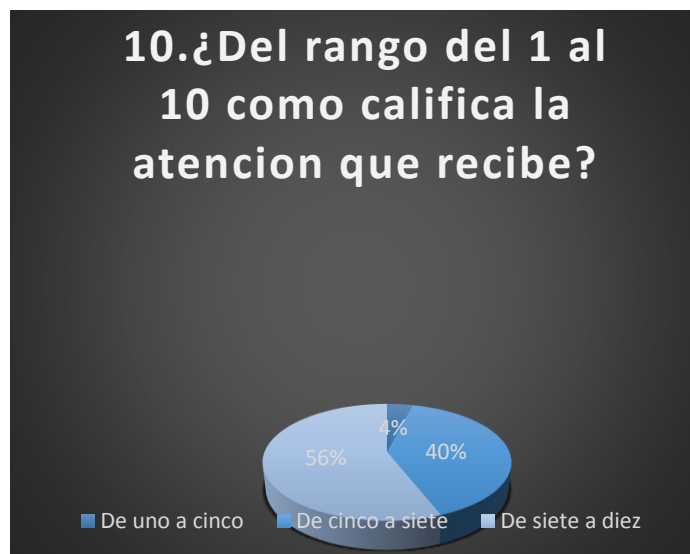 10.¿Del rango del 1 al
10 como califica la
atencion que recibe?
4%
56%
40%
De uno a cinco
De cinco a siete
De siete a diez